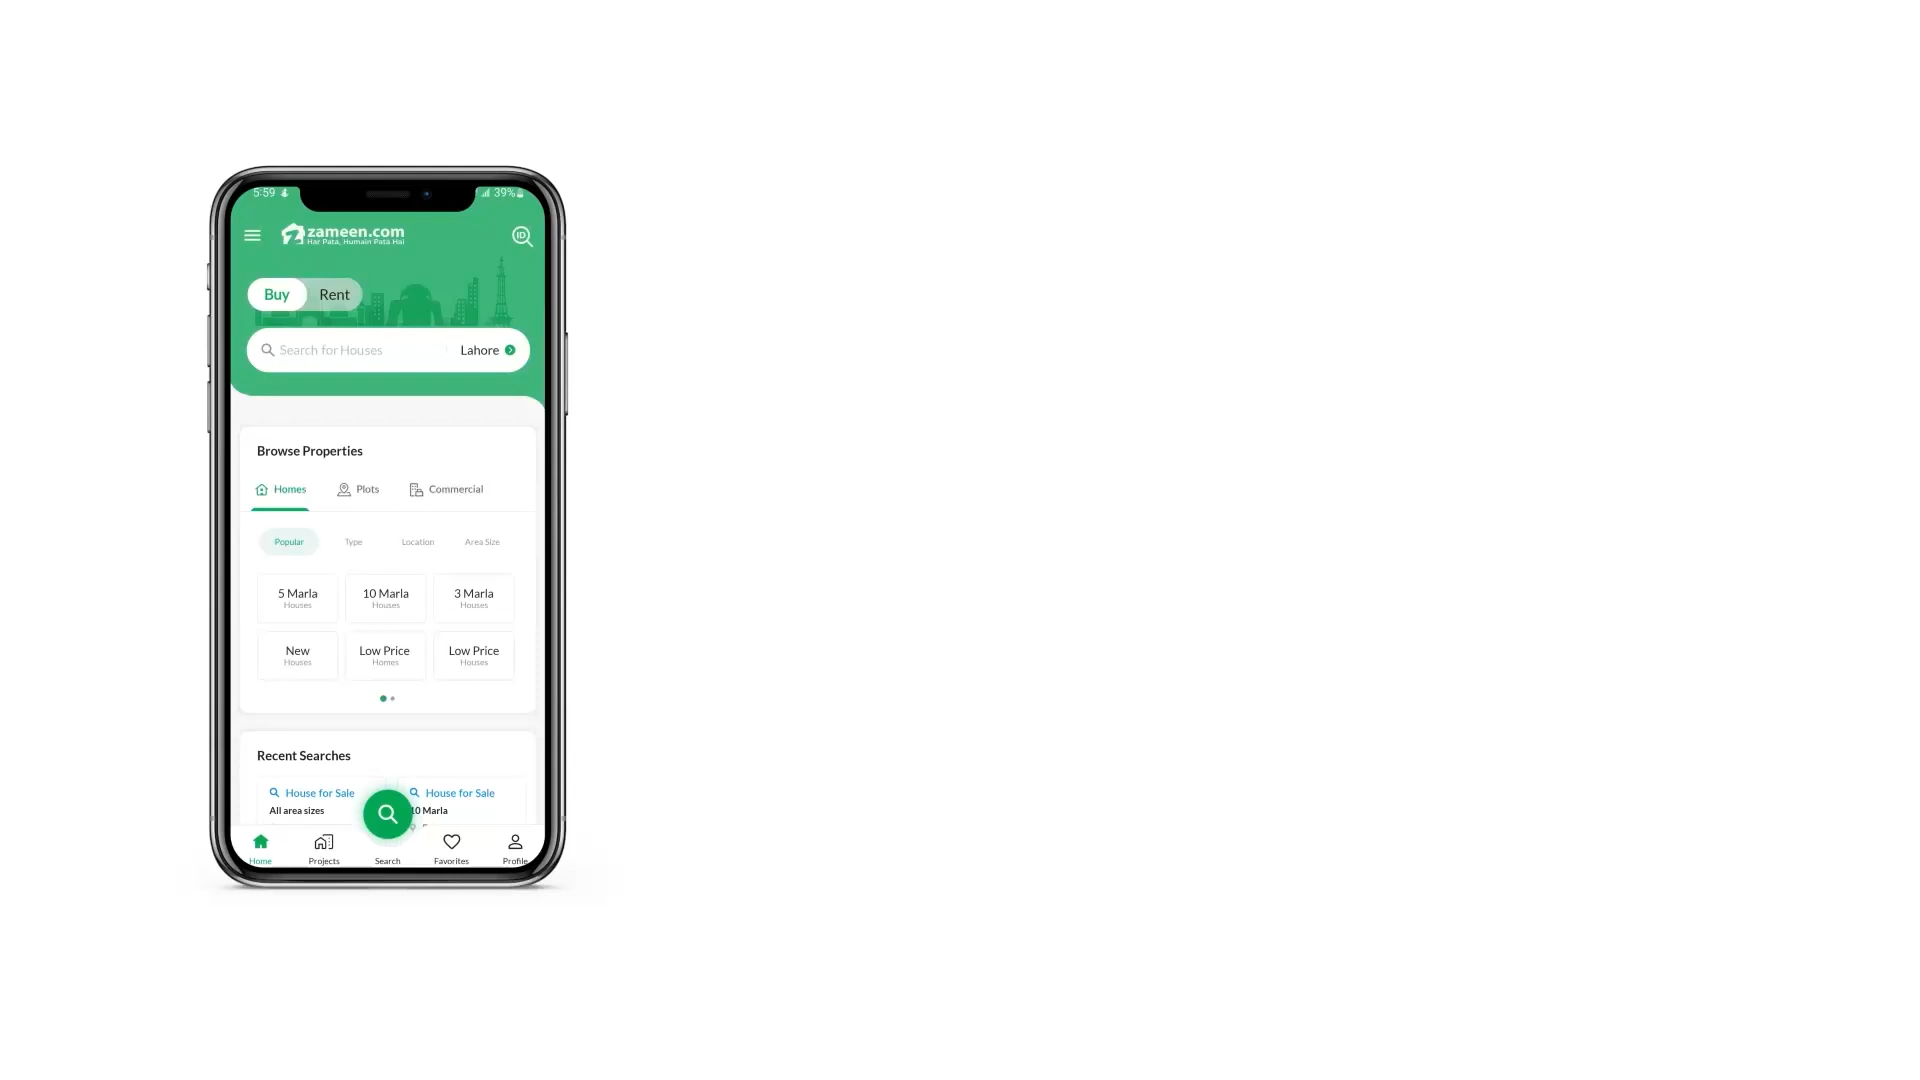 5:59
39%
zameen.com
Har Pata, Humain Pata Hai
ID
Buy Rent
Search for Houses Lahore
Browse Properties
Homes Plots Commercial
Popular Type Location Area Size
5 Marla 10 Marla 3 Marla
Houses Houses Houses
New Low Price Low Price
Houses Homes Houses
Recent Searches
House for Sale House for Sale
All area sizes 10 Marla
Home Projects Search Favorites Profile